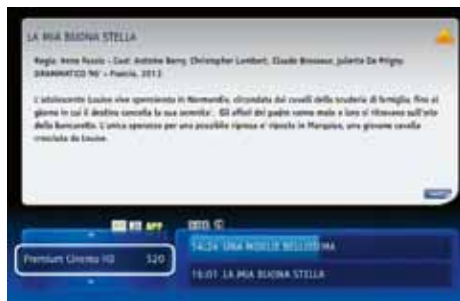 LA MIA BUONA STELLA
Regia: Anne Fassio - Cast: Antoine Berry, Christopher Lambert, Claude Brasseur, Juliette
DRAMMATICO 90' - Francia, 2012
L'adolescente Louise vive spensierata in Normandia, circondata dai cavalli della scuderia di famiglia, fino al
giorno in cui il destino cancella la sua serenita'. Gli affari del padre vanno male e loro si ritrovano sull'orlo
della bancarotta. L'unica speranza per una possibile ripresa e' riposta in Marquise, una giovane cavalla
cresciuta da Louise.
APP
Premium Cinema HD 320
14:24 UNA MOGLIE BELLISSIMA
16:01 LA MIA BUONA STELLA